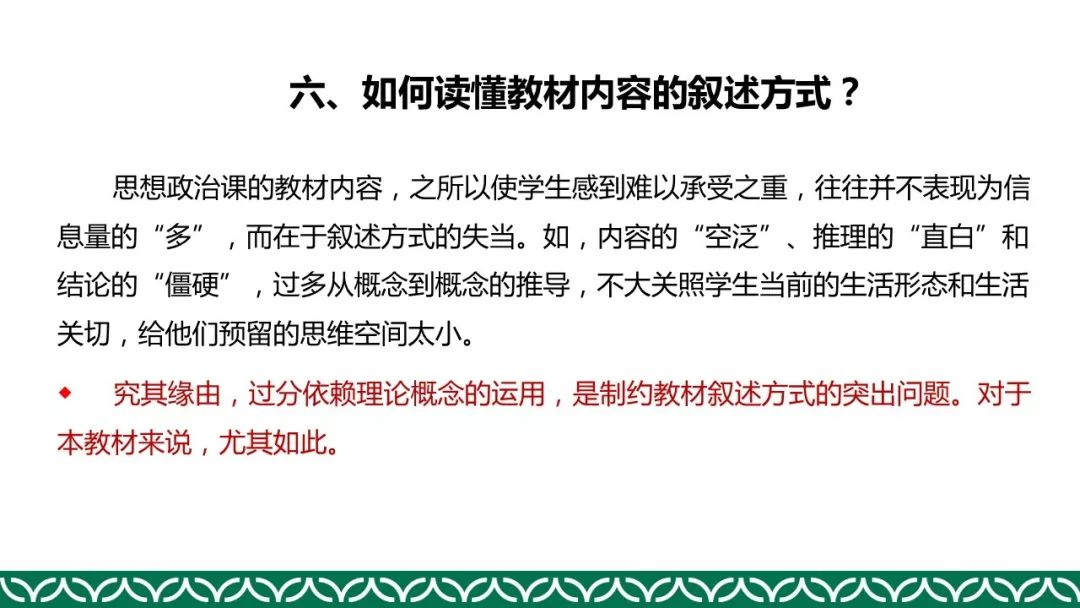 六、如何读懂教材内容的叙述方式？
思想政治课的教材内容，之所以使学生感到难以承受之重，往往并不表现为信
息量的“多”，而在于叙述方式的失当。如，内容的“空泛”、推理的“直白”和
结论的“僵硬”，过多从概念到概念的推导，不大关照学生当前的生活形态和生活
关切，给他们预留的思维空间太小。
究其缘由，过分依赖理论概念的运用，是制约教材叙述方式的突出问题。对于
本教材来说，尤其如此。